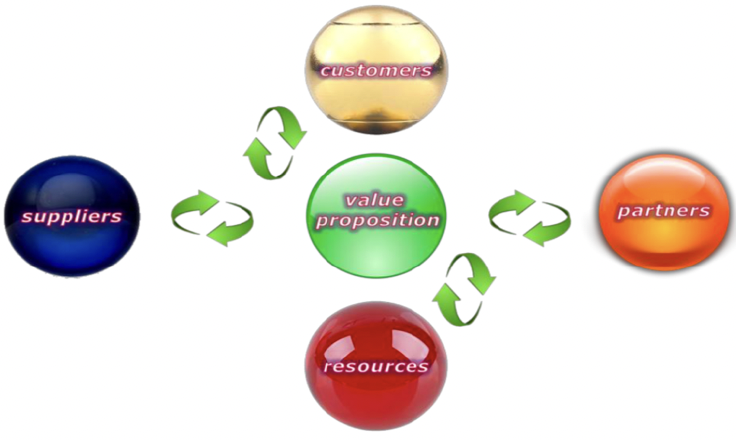 customers
suppliers
value
proposition
partners
resources